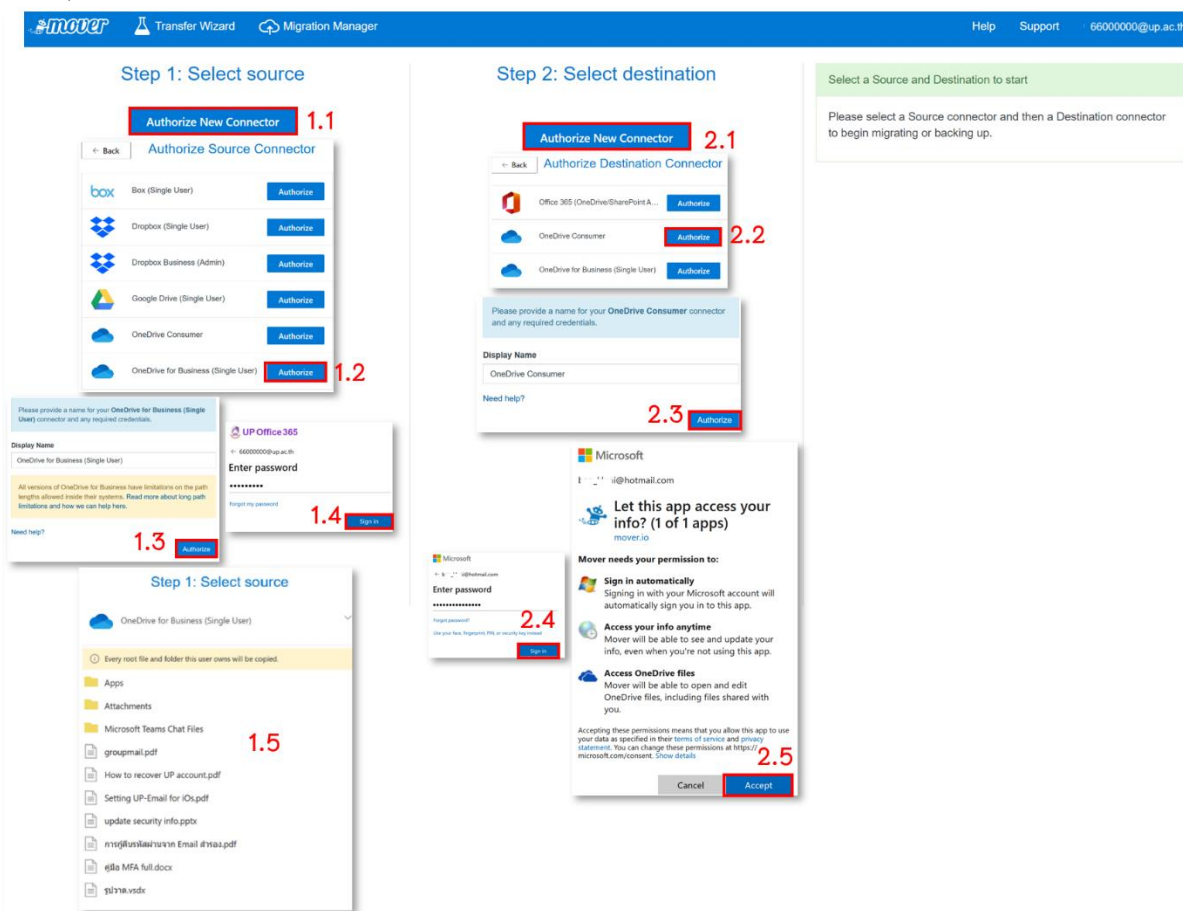 mover Transfer Wizard Migration Manager Help Support 66000000@up.ac.th
Step 1: Select source
Authorize New Connector 1.1
← Back Authorize Source Connector
box Box (Single User) Authorize
Dropbox (Single User) Authorize
Dropbox Business (Admin) Authorize
Google Drive (Single User) Authorize
OneDrive Consumer Authorize
OneDrive for Business (Single User) Authorize 1.2
Please provide a name for your OneDrive for Business (Single
User) connector and any required credentials.
Display Name
OneDrive for Business (Single User)
All versions of OneDrive for Business have limitations on the path
lengths allowed inside their systems. Read more about long path
limitations and how we can help here.
Need help?
1.3 Authorize
UP Office 365
← 66000000@up.ac.th
Enter password
•••••••••
Forgot my password
1.4 Sign in
Step 1: Select source
OneDrive for Business (Single User)
Every root file and folder this user owns will be copied.
Apps
Attachments
Microsoft Teams Chat Files
1.5
groupmail.pdf
How to recover UP account.pdf
Setting UP-Email for iOs.pdf
update security info.pptx
การกู้คืนรหัสผ่านจาก Email สำรอง.pdf
คู่มือ MFA full.docx
รูปวาด.vsdx
Step 2: Select destination
Authorize New Connector 2.1
← Back Authorize Destination Connector
Office 365 (OneDrive/SharePoint A... Authorize
OneDrive Consumer Authorize 2.2
OneDrive for Business (Single User) Authorize
Please provide a name for your OneDrive Consumer connector
and any required credentials.
Display Name
OneDrive Consumer
Need help?
2.3 Authorize
Microsoft
i@hotmail.com
Enter password
•••••••••••••••
Forgot password?
Use your face, fingerprint, PIN, or security key instead
2.4 Sign in
Microsoft
i@hotmail.com
Let this app access your
info? (1 of 1 apps)
mover.io
Mover needs your permission to:
Sign in automatically
Signing in with your Microsoft account will
automatically sign you in to this app.
Access your info anytime
Mover will be able to see and update your
info, even when you're not using this app.
Access OneDrive files
Mover will be able to open and edit
OneDrive files, including files shared with
you.
Accepting these permissions means that you allow this app to use
your data as specified in their terms of service and privacy
statement. You can change these permissions at https://
microsoft.com/consent. Show details
2.5
Cancel Accept
Select a Source and Destination to start
Please select a Source connector and then a Destination connector
to begin migrating or backing up.